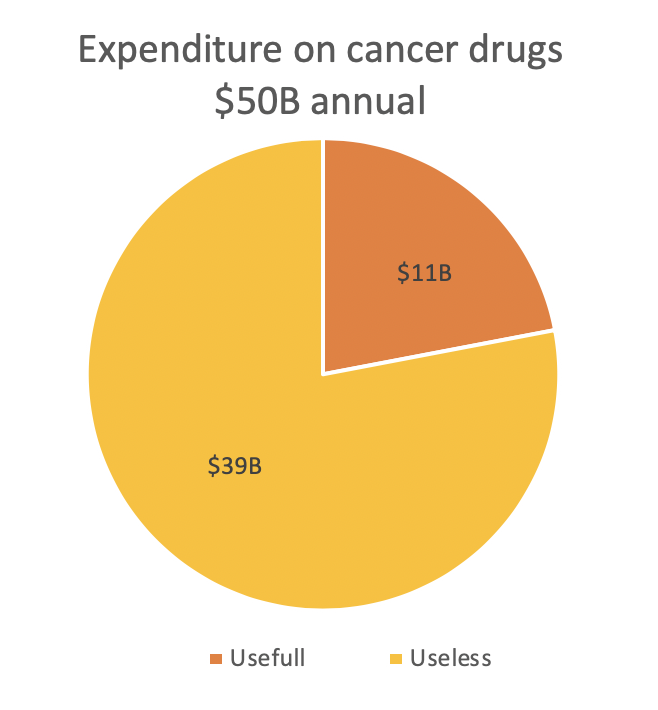 Expenditure on cancer drugs
$50B annual
$11B
$39B
Usefull Useless